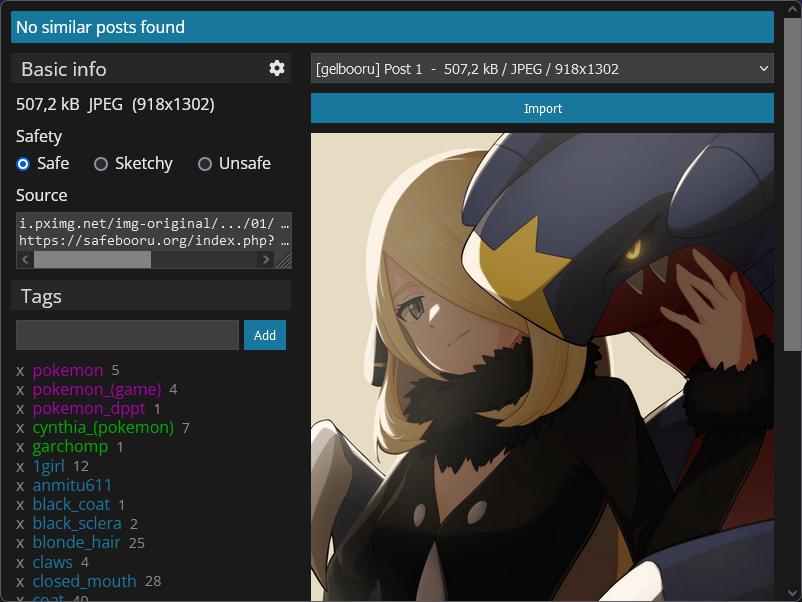 No similar posts found
Basic info
507,2 kB JPEG (918x1302)
Safety
Safe Sketchy Unsafe
Source
i.pximg.net/img-original/.../01/ …
https://safebooru.org/index.php? …
Tags
Add
x pokemon 5
x pokemon_(game) 4
x pokemon_dppt 1
x cynthia_(pokemon) 7
x garchomp 1
x 1girl 12
x anmitu611
x black_coat 1
x black_sclera 2
x blonde_hair 25
x claws 4
x closed_mouth 28
x coat 40
[gelbooru] Post 1 - 507,2 kB / JPEG / 918x1302
Import